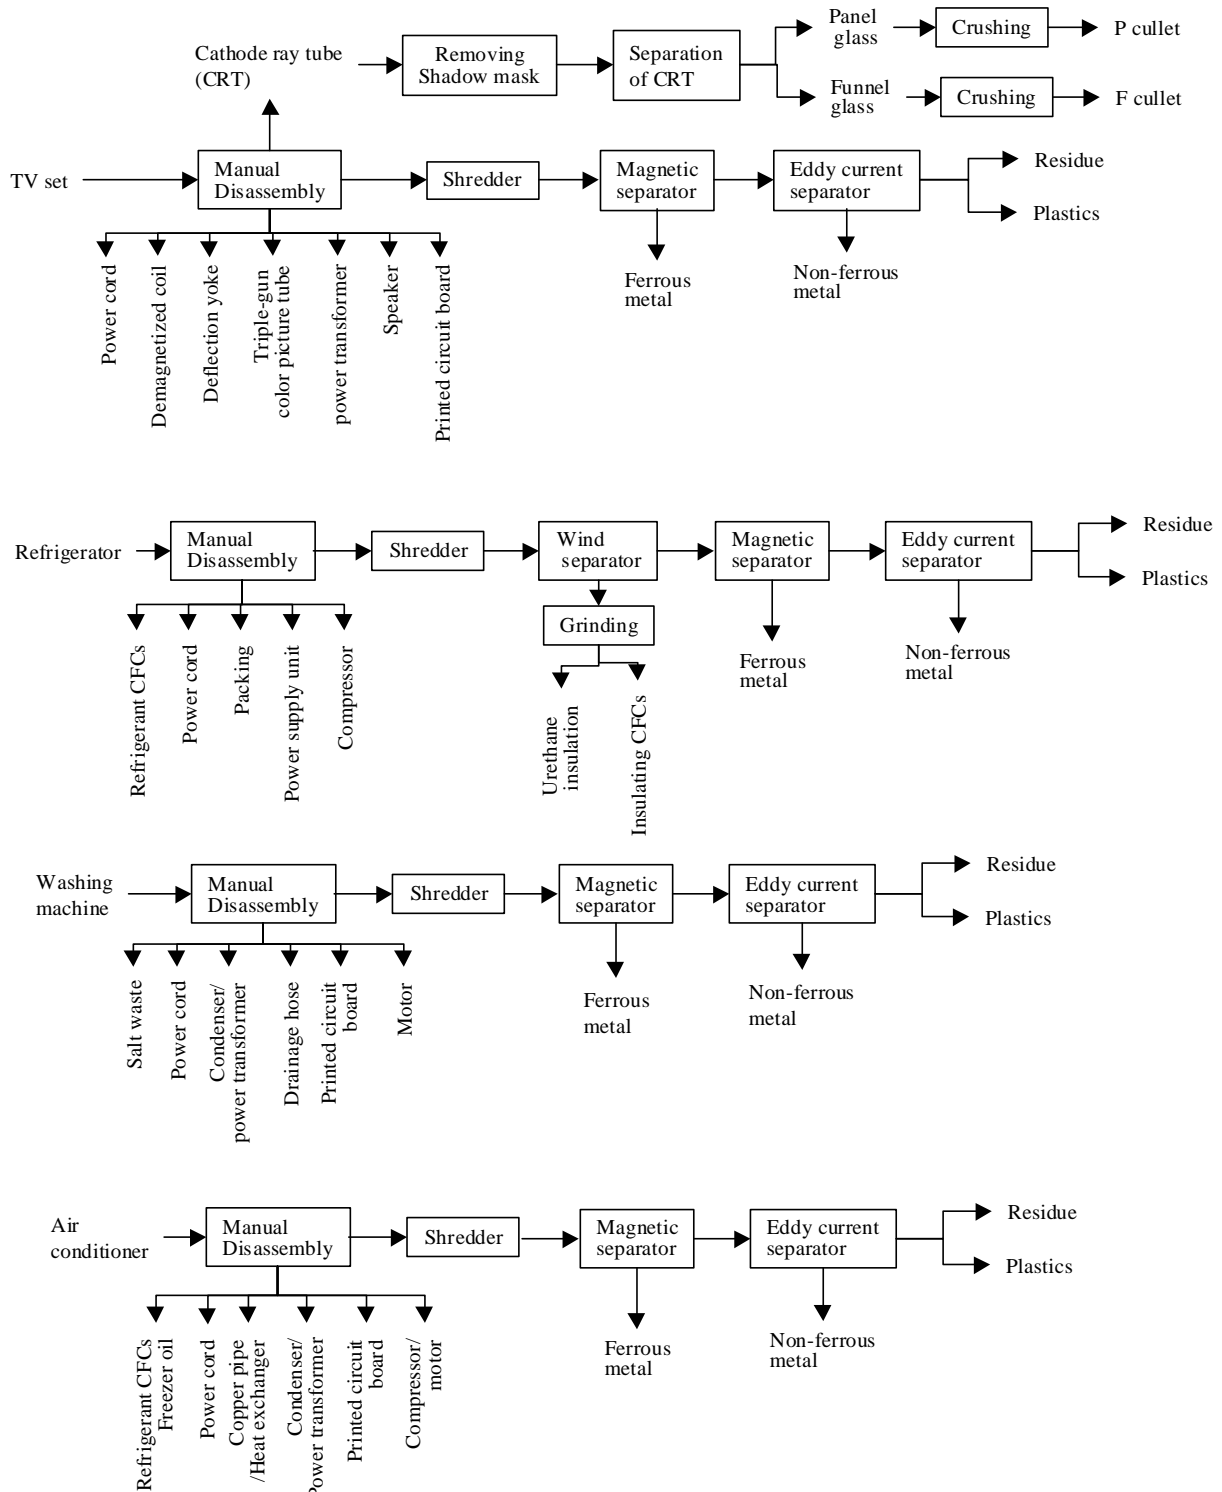 Panel
glass
Crushing
P cullet
Cathode ray tube
(CRT)
Removing
Shadow mask
Separation
of CRT
Funnel
glass
Crushing
F cullet
TV set
Manual
Disassembly
Shredder
Magnetic
separator
Eddy current
separator
Residue
Plastics
Ferrous
metal
Non-ferrous
metal
Power cord
Demagnetized coil
Deflection yoke
Triple-gun
color picture tube
power transformer
Speaker
Printed circuit board
Refrigerator
Manual
Disassembly
Shredder
Wind
separator
Magnetic
separator
Eddy current
separator
Residue
Plastics
Grinding
Ferrous
metal
Non-ferrous
metal
Refrigerant CFCs
Power cord
Packing
Power supply unit
Compressor
Urethane
insulation
Insulating CFCs
Washing
machine
Manual
Disassembly
Shredder
Magnetic
separator
Eddy current
separator
Residue
Plastics
Ferrous
metal
Non-ferrous
metal
Salt waste
Power cord
Condenser/
power transformer
Drainage hose
Printed circuit
board
Motor
Air
conditioner
Manual
Disassembly
Shredder
Magnetic
separator
Eddy current
separator
Residue
Plastics
Ferrous
metal
Non-ferrous
metal
Refrigerant CFCs
Freezer oil
Power cord
Copper pipe
/Heat exchanger
Condenser/
Power transformer
Printed circuit
board
Compressor/
motor